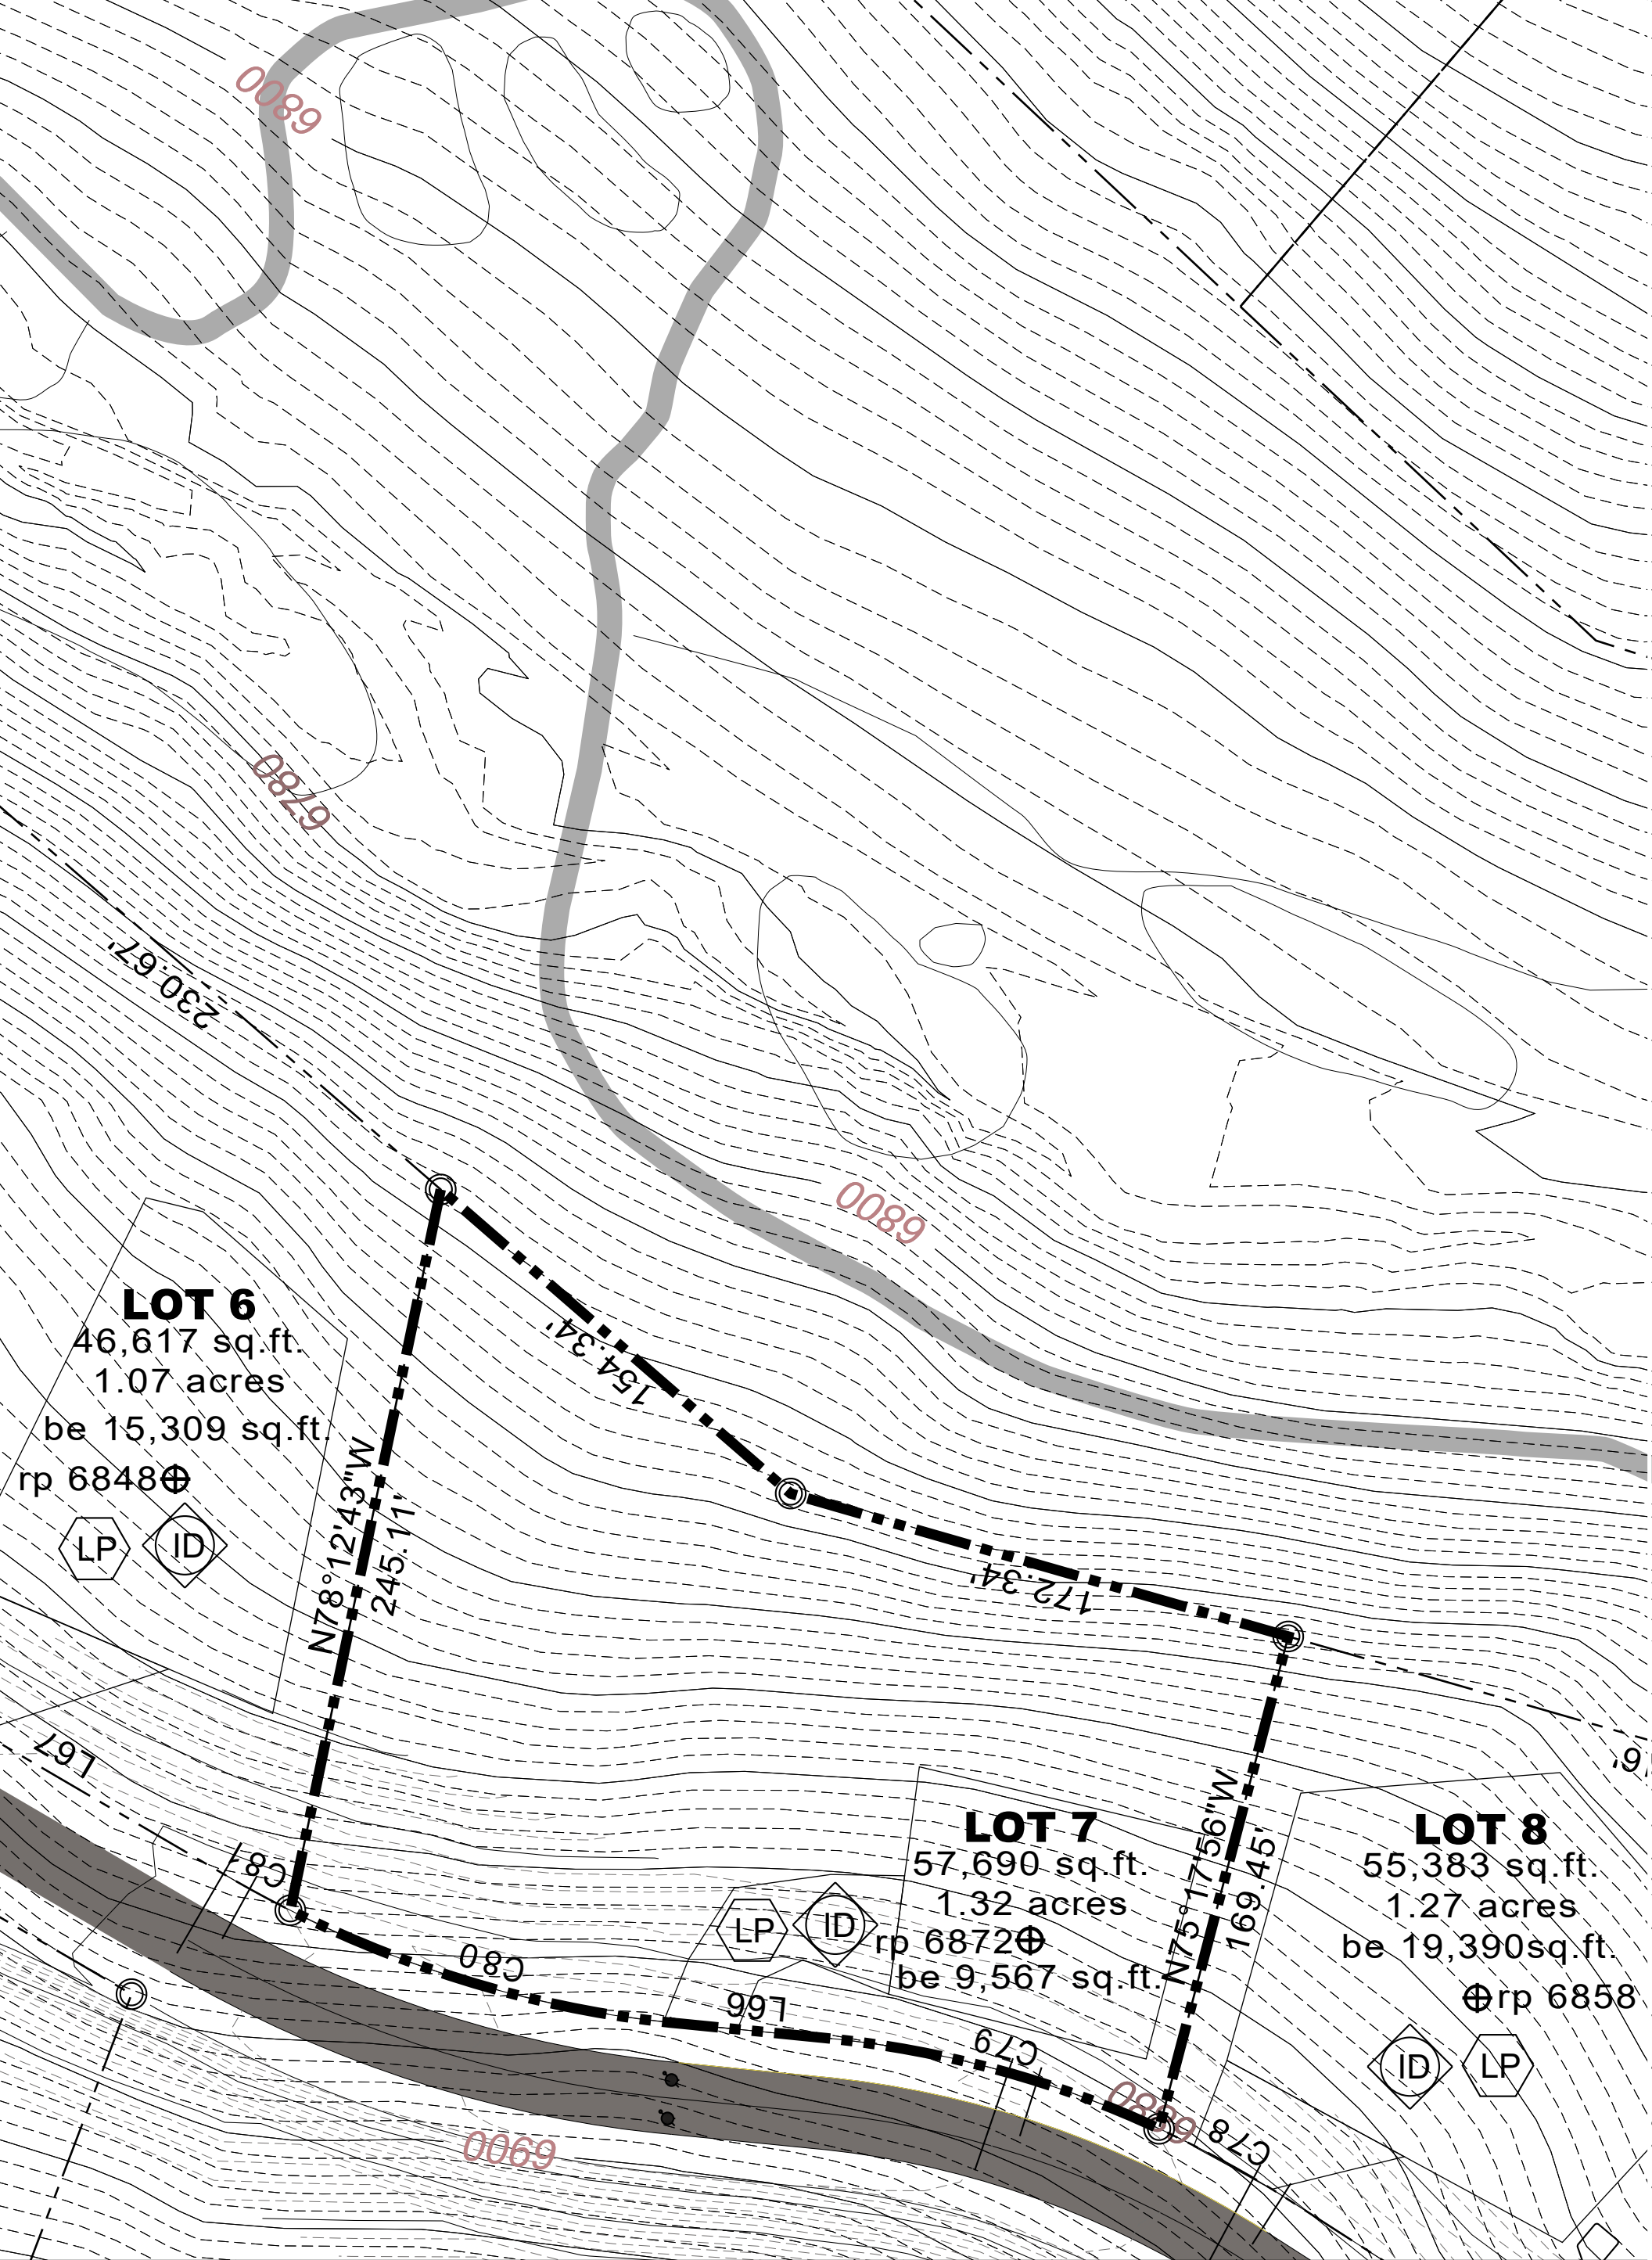 6800
6780
230.67'
6800
LOT 6
46,617 sq.ft.
1.07 acres
be 15,309 sq.ft.
rp 6848
LP
ID
N78°12'43"W
245.11'
154.34'
172.34'
L67
C81
C80
L66
C79
LP
ID
LOT 7
57,690 sq.ft.
1.32 acres
rp 6872
be 9,567 sq.ft.
N75°17'56"W
169.45'
LOT 8
55,383 sq.ft.
1.27 acres
be 19,390sq.ft.
rp 6858
ID
LP
6880
C78
6900